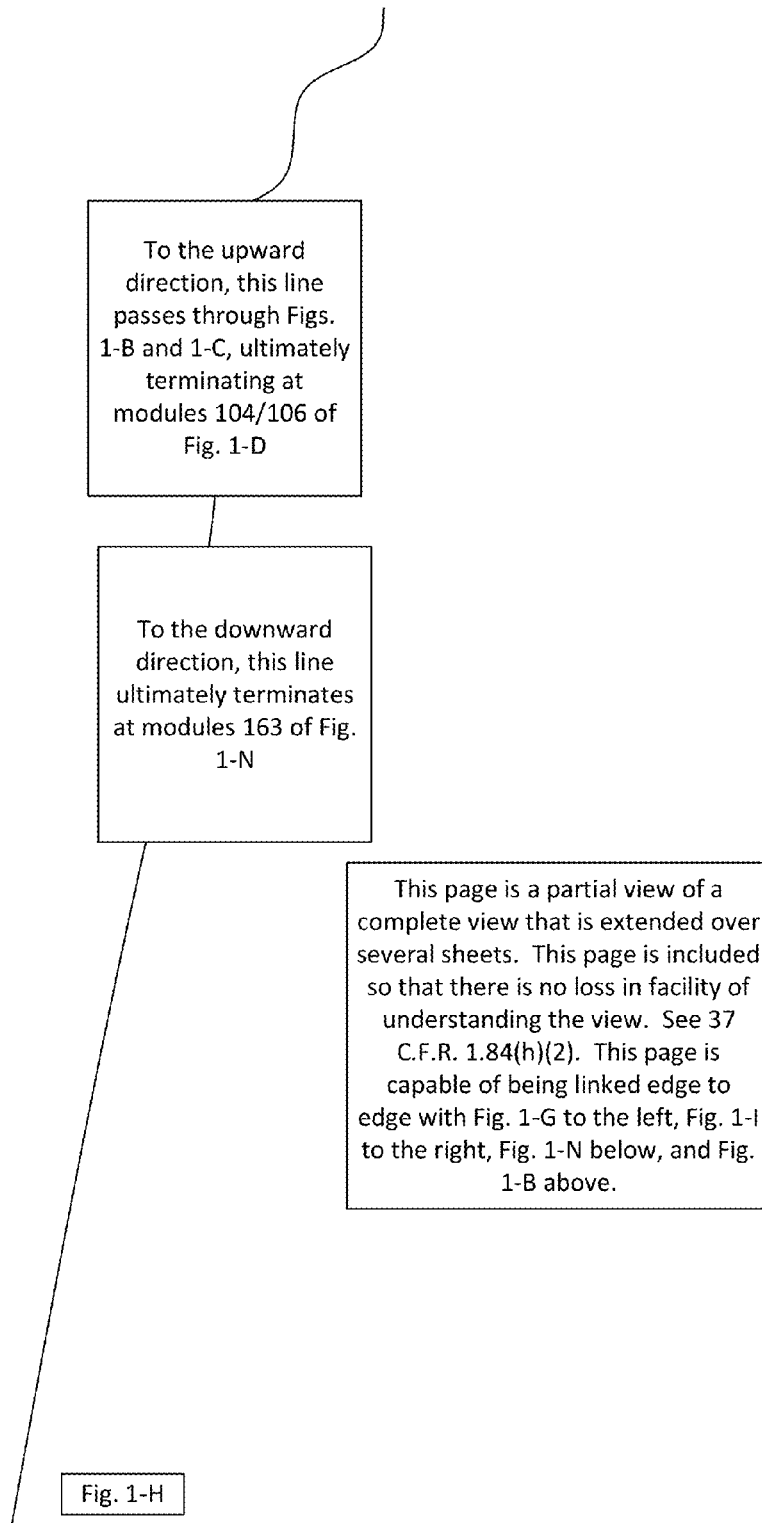 To the upward
direction, this line
passes through Figs.
1-B and 1-C, ultimately
terminating at
modules 104/106 of
Fig. 1-D
To the downward
direction, this line
ultimately terminates
at modules 163 of Fig.
1-N
This page is a partial view of a
complete view that is extended over
several sheets.  This page is included
so that there is no loss in facility of
understanding the view.  See 37
C.F.R. 1.84(h)(2).  This page is
capable of being linked edge to
edge with Fig. 1-G to the left, Fig. 1-I
to the right, Fig. 1-N below, and Fig.
1-B above.
Fig. 1-H